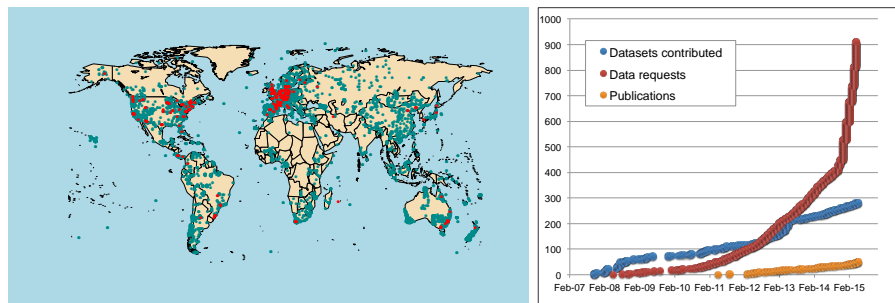 1000
900
800
700
600
500
400
300
200
100
0
Datasets contributed
Data requests
Publications
Feb-07 Feb-08 Feb-09 Feb-10 Feb-11 Feb-12 Feb-13 Feb-14 Feb-15